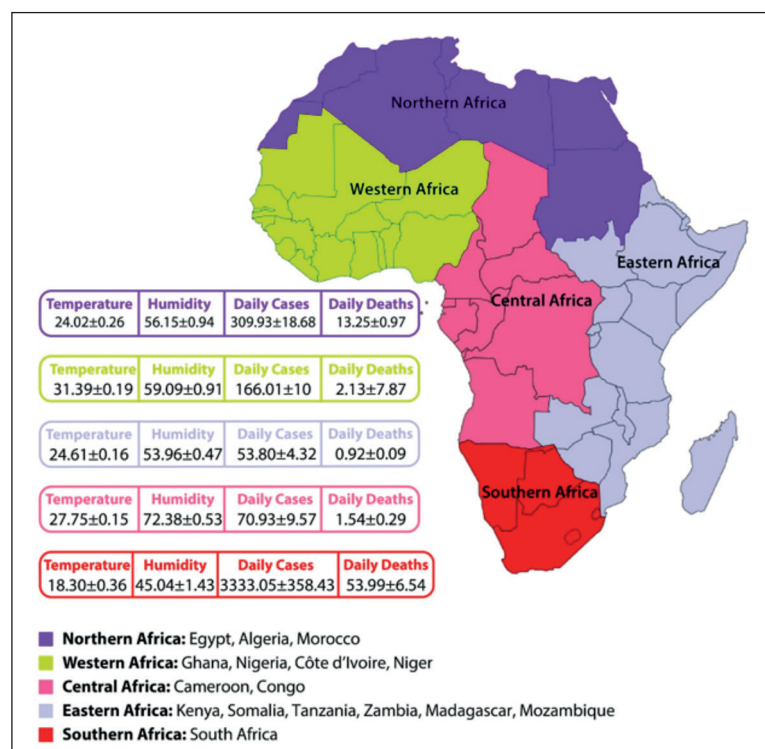 Northern Africa
Western Africa
Eastern Africa
Central Africa
Southern Africa
Temperature Humidity Daily Cases Daily Deaths
24.02±0.26 56.15±0.94 309.93±18.68 13.25±0.97
Temperature Humidity Daily Cases Daily Deaths
31.39±0.19 59.09±0.91 166.01±10 2.13±7.87
Temperature Humidity Daily Cases Daily Deaths
24.61±0.16 53.96±0.47 53.80±4.32 0.92±0.09
Temperature Humidity Daily Cases Daily Deaths
27.75±0.15 72.38±0.53 70.93±9.57 1.54±0.29
Temperature Humidity Daily Cases Daily Deaths
18.30±0.36 45.04±1.43 3333.05±358.43 53.99±6.54
Northern Africa: Egypt, Algeria, Morocco
Western Africa: Ghana, Nigeria, Côte d'Ivoire, Niger
Central Africa: Cameroon, Congo
Eastern Africa: Kenya, Somalia, Tanzania, Zambia, Madagascar, Mozambique
Southern Africa: South Africa